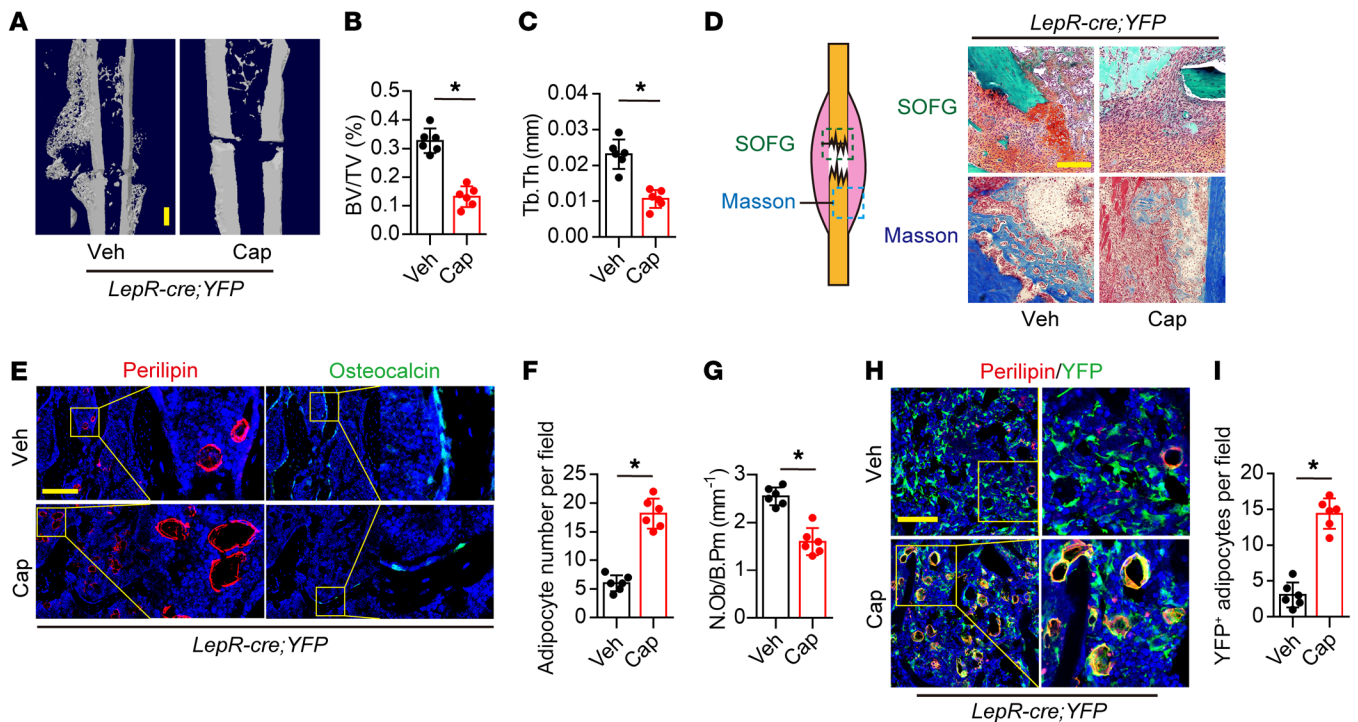 A
Veh
Cap
LepR-cre;YFP
B
BV/TV (%)
0.5
0.4
0.3
0.2
0.1
0.0
*
Veh
Cap
C
Tb.Th (mm)
0.04
0.03
0.02
0.01
0.00
*
Veh
Cap
D
SOFG
Masson
LepR-cre;YFP
SOFG
Masson
Veh
Cap
E
Perilipin
Osteocalcin
Veh
Cap
LepR-cre;YFP
F
Adipocyte number per field
25
20
15
10
5
0
*
Veh
Cap
G
N.Ob/B.Pm (mm⁻¹)
3
2
1
0
*
Veh
Cap
H
Perilipin/YFP
Veh
Cap
LepR-cre;YFP
I
YFP⁺ adipocytes per field
20
15
10
5
0
*
Veh
Cap